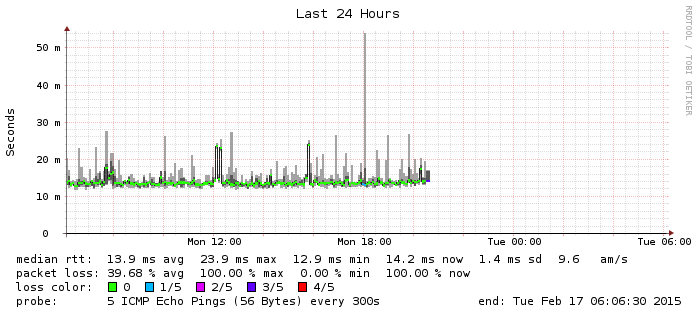 Last 24 Hours
RRDTOOL / TOBI OETIKER
Seconds
50 m
40 m
30 m
20 m
10 m
0
Mon 12:00 Mon 18:00 Tue 00:00 Tue 06:00
median rtt: 13.9 ms avg 23.9 ms max 12.9 ms min 14.2 ms now 1.4 ms sd 9.6 am/s
packet loss: 39.68 % avg 100.00 % max 0.00 % min 100.00 % now
loss color: 0 1/5 2/5 3/5 4/5
probe: 5 ICMP Echo Pings (56 Bytes) every 300s end: Tue Feb 17 06:06:30 2015